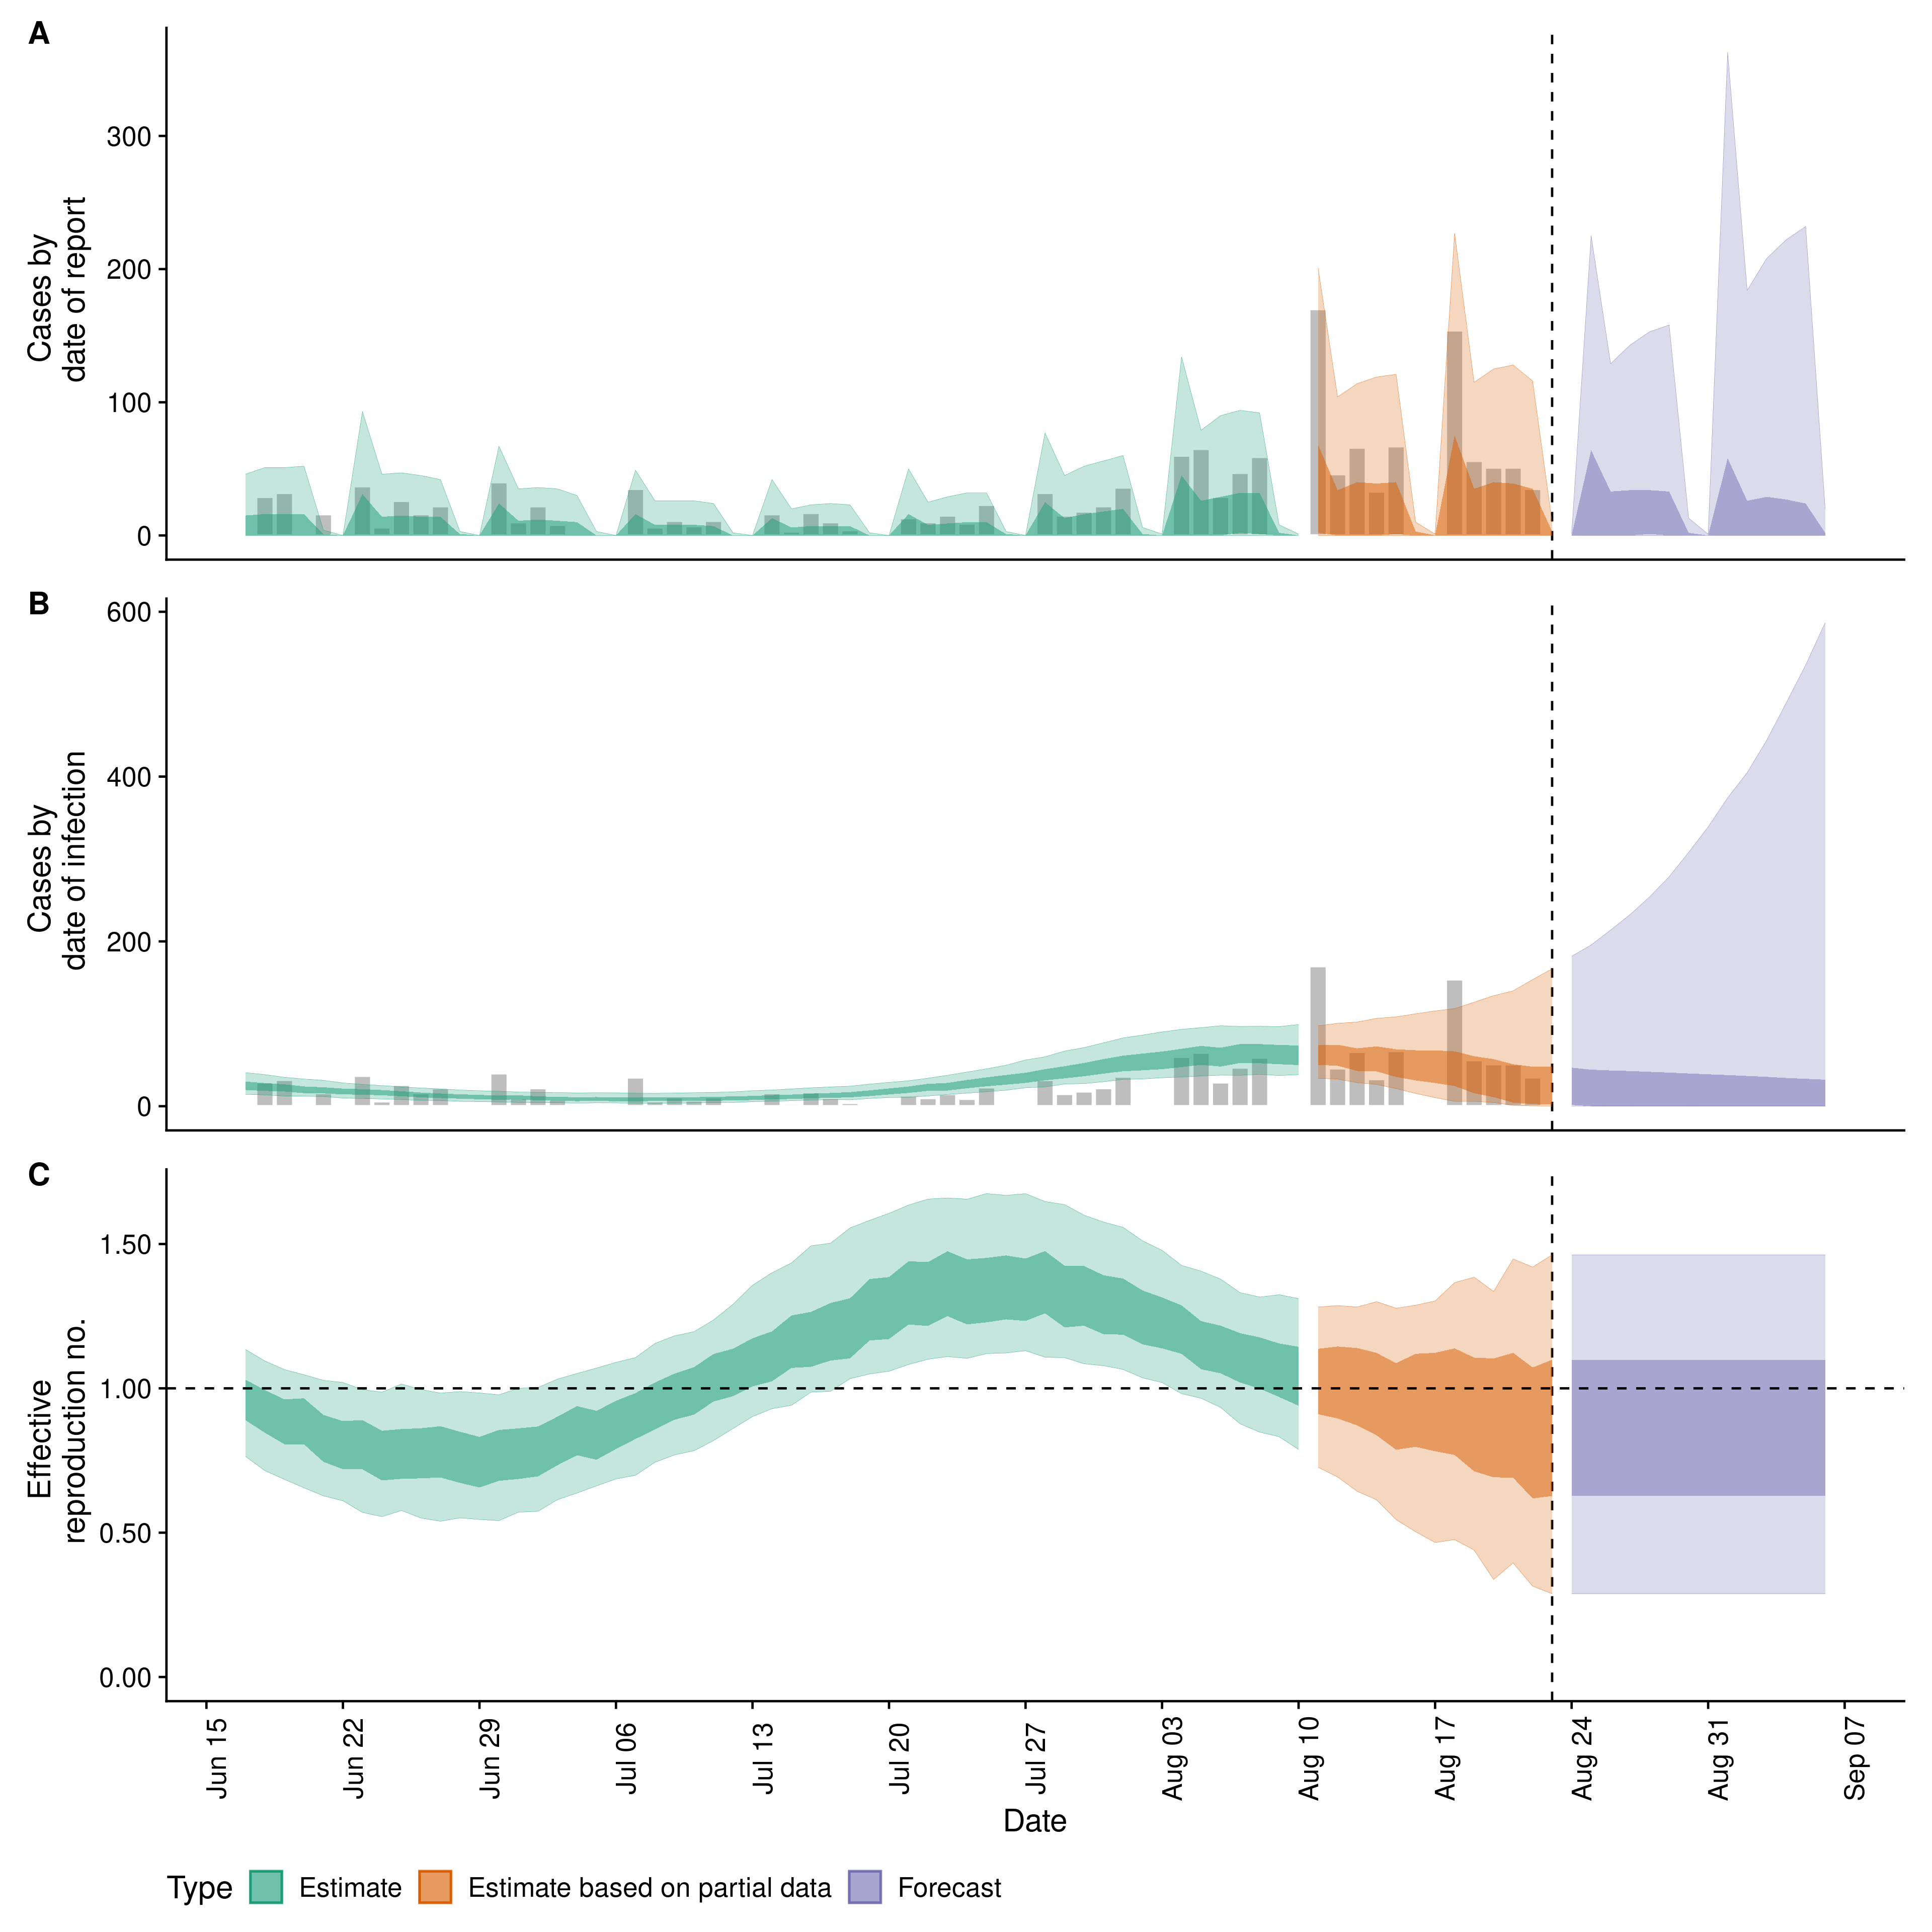 A
Cases by
date of report
300
200
100
0
B
Cases by
date of infection
600
400
200
0
C
Effective
reproduction no.
1.50
1.00
0.50
0.00
Jun 15
Jun 22
Jun 29
Jul 06
Jul 13
Jul 20
Jul 27
Aug 03
Aug 10
Aug 17
Aug 24
Aug 31
Sep 07
Date
Type Estimate Estimate based on partial data Forecast